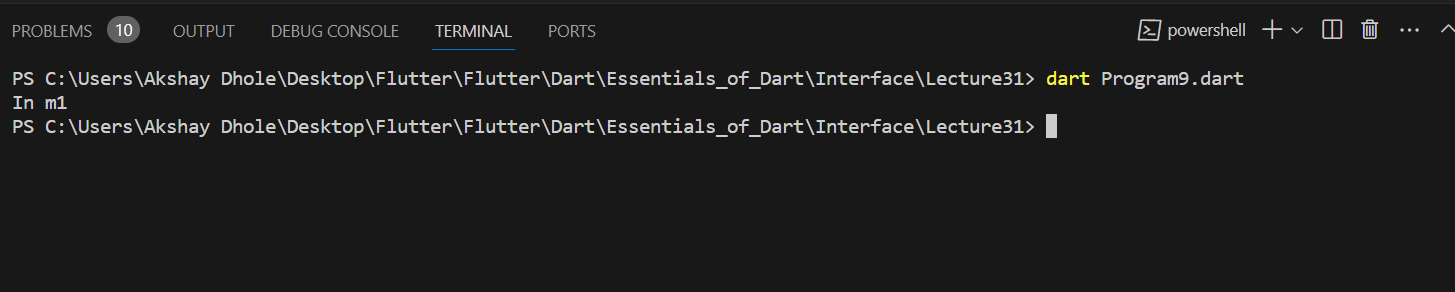 PROBLEMS 10 OUTPUT DEBUG CONSOLE TERMINAL PORTS powershell
PS C:\Users\Akshay Dhole\Desktop\Flutter\Flutter\Dart\Essentials_of_Dart\Interface\Lecture31> dart Program9.dart
In m1
PS C:\Users\Akshay Dhole\Desktop\Flutter\Flutter\Dart\Essentials_of_Dart\Interface\Lecture31>